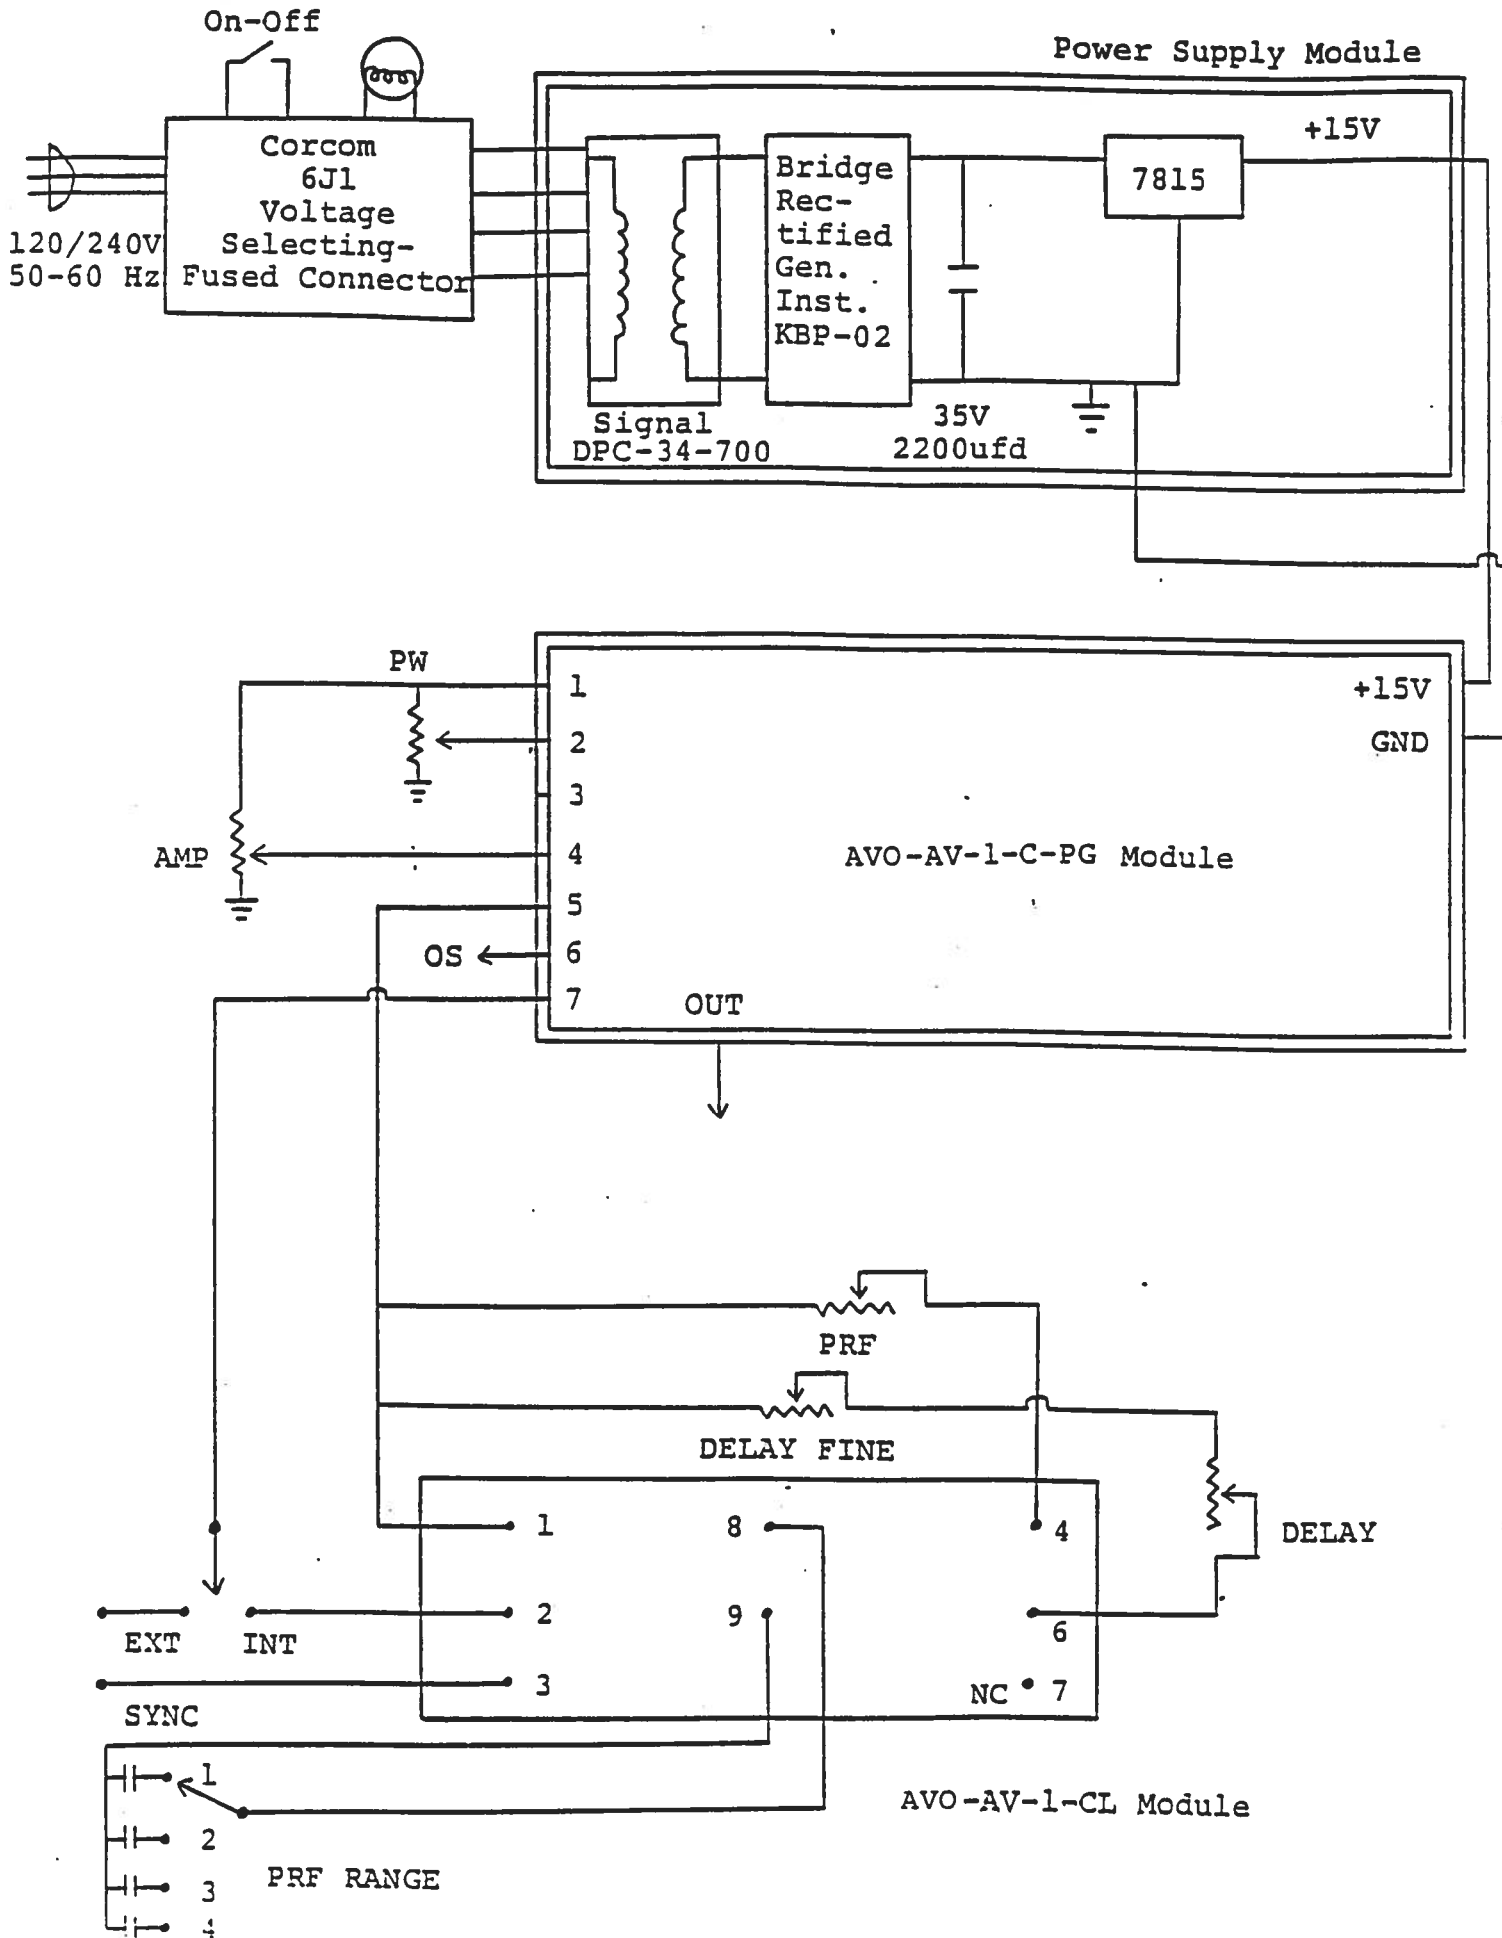 On-Off
Power Supply Module
Corcom
6J1
Voltage
Selecting-
Fused Connector
120/240V
50-60 Hz
Bridge
Rec-
tified
Gen.
Inst.
KBP-02
7815
+15V
Signal
DPC-34-700
35V
2200ufd
PW
AMP
1
2
3
4
5
6
7
OS
OUT
AVO-AV-1-C-PG Module
+15V
GND
PRF
DELAY FINE
DELAY
1
2
3
8
9
4
6
NC 7
EXT
INT
SYNC
1
2
3
4
PRF RANGE
AVO-AV-1-CL Module